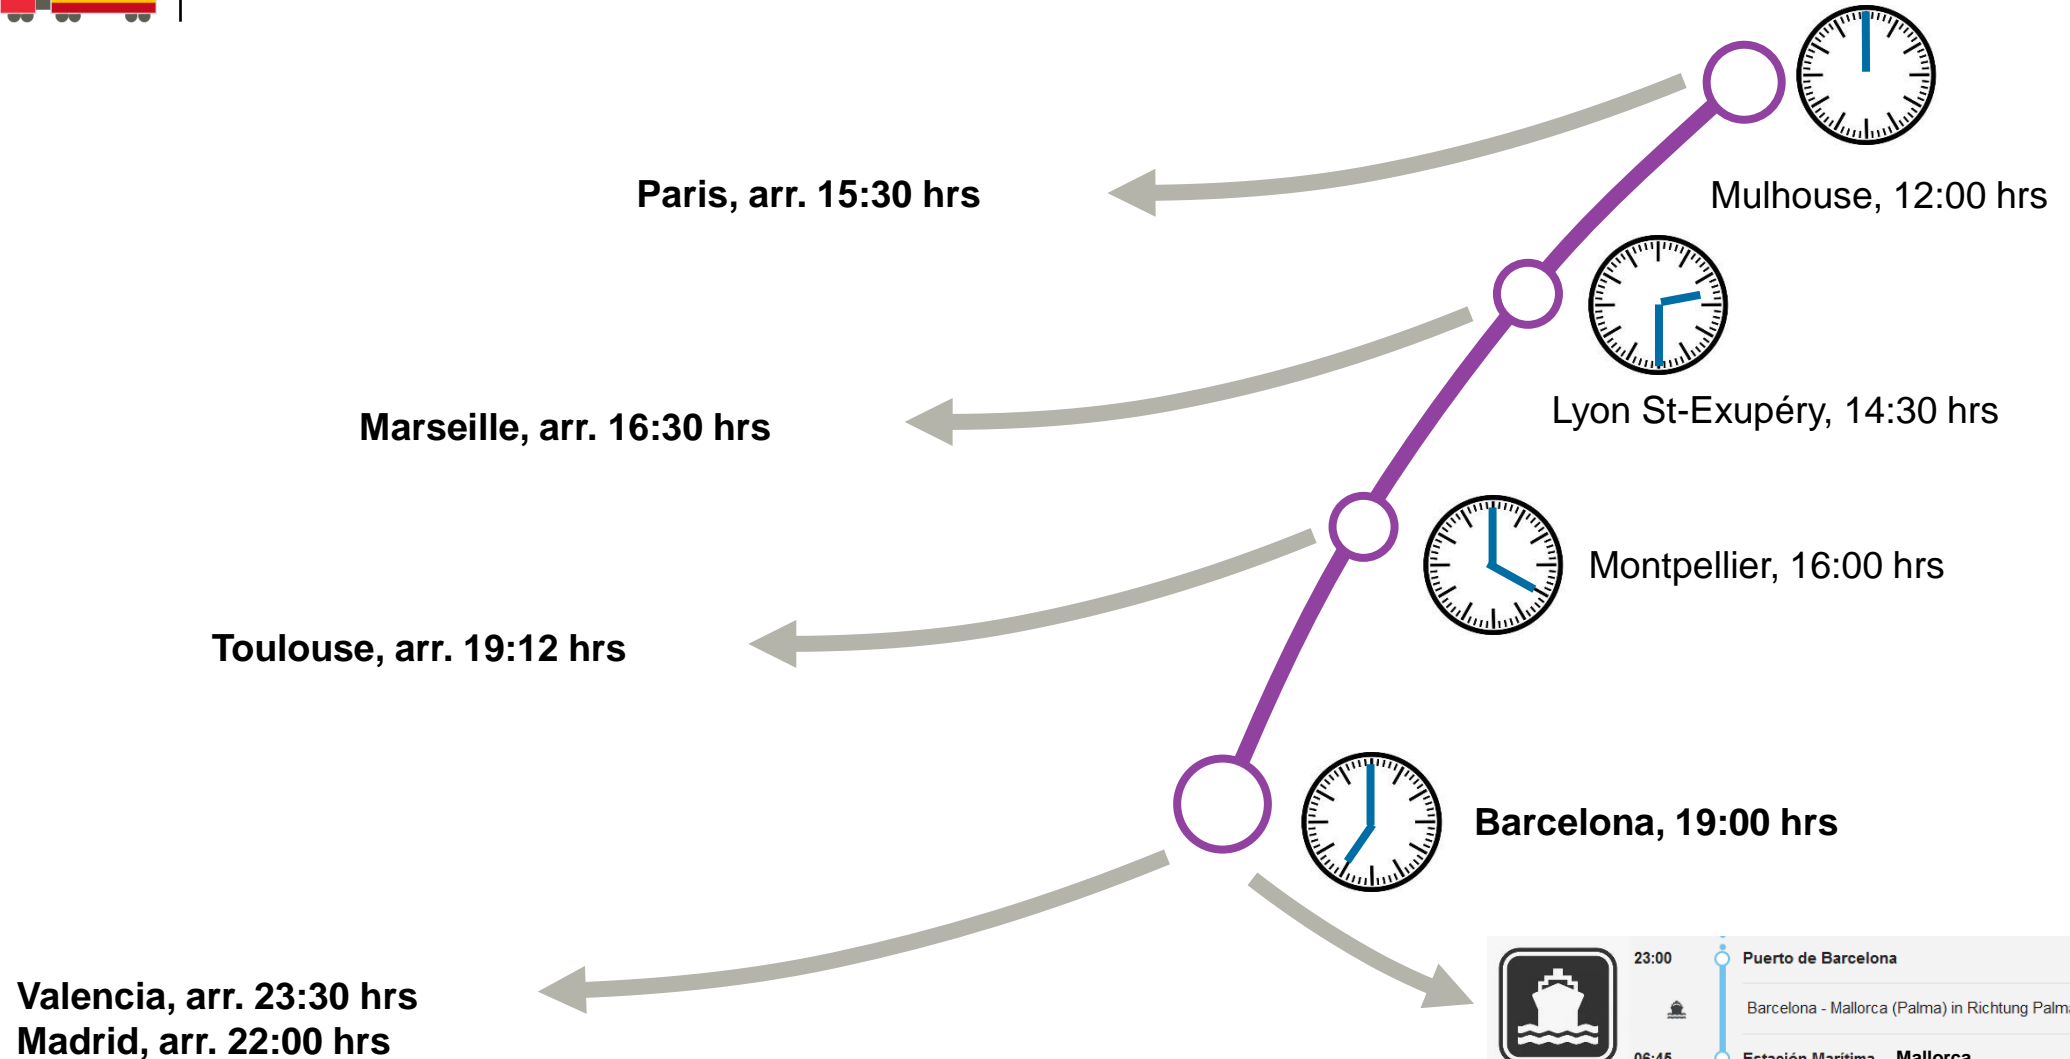 Paris, arr. 15:30 hrs
Mulhouse, 12:00 hrs
Marseille, arr. 16:30 hrs
Lyon St-Exupéry, 14:30 hrs
Montpellier, 16:00 hrs
Toulouse, arr. 19:12 hrs
Barcelona, 19:00 hrs
Valencia, arr. 23:30 hrs
Madrid, arr. 22:00 hrs
23:00 Puerto de Barcelona
Barcelona - Mallorca (Palma) in Richtung Palma
06:45 Estación Marítima Mallorca